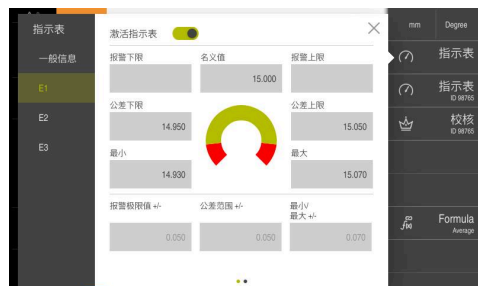 指示表
一般信息
E1
E2
E3
激活指示表
报警下限
名义值
报警上限
15.000
公差下限
公差上限
14.950
15.050
最小
最大
14.930
15.070
报警极限值 +/-
公差范围 +/-
最小/
最大 +/-
0.050
0.050
0.070
mm
Degree
指示表
指示表
ID 98765
校核
ID 98765
Formula
Average